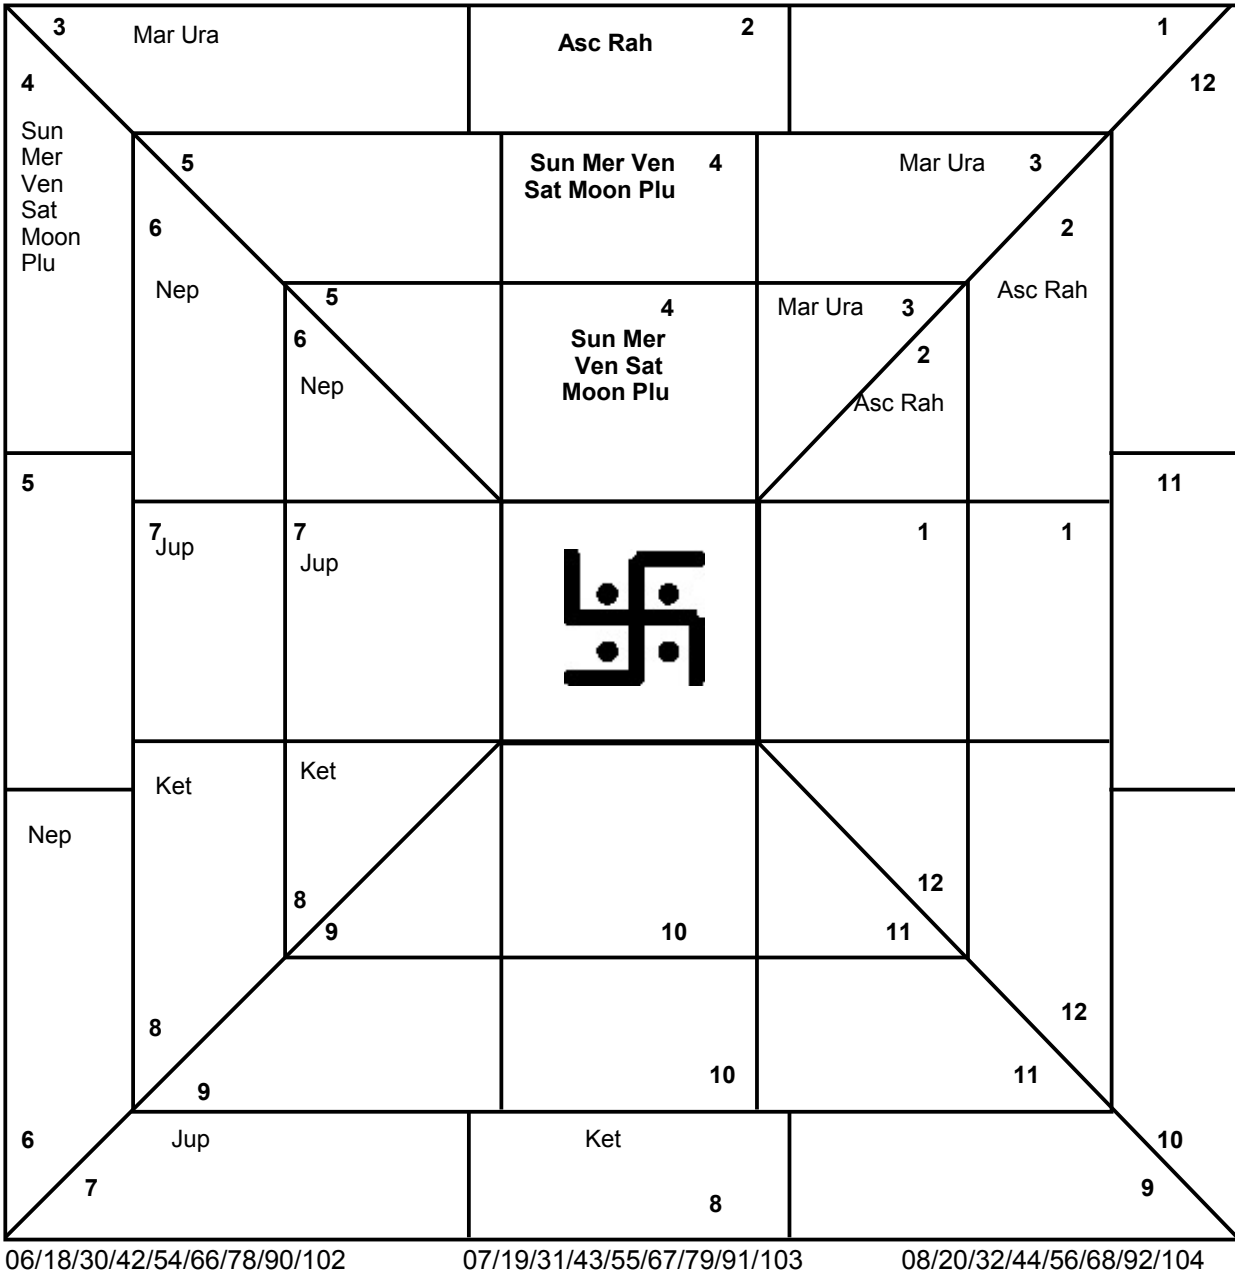 3 Mar Ura Asc Rah 2 1
4 12
Sun
Mer
Ven
Sat
Moon
Plu
5 Sun Mer Ven 4 Mar Ura 3
Sat Moon Plu
6 2
Nep Asc Rah
5 4 Mar Ura 3
6 Sun Mer 2
Ven Sat
Nep Moon Plu Asc Rah
5 11
7 7 1 1
Jup Jup
Ket Ket
Nep
8 12
9 10 11
8 12
9 10 11
6 Jup Ket 10
7 8 9
06/18/30/42/54/66/78/90/102 07/19/31/43/55/67/79/91/103 08/20/32/44/56/68/92/104